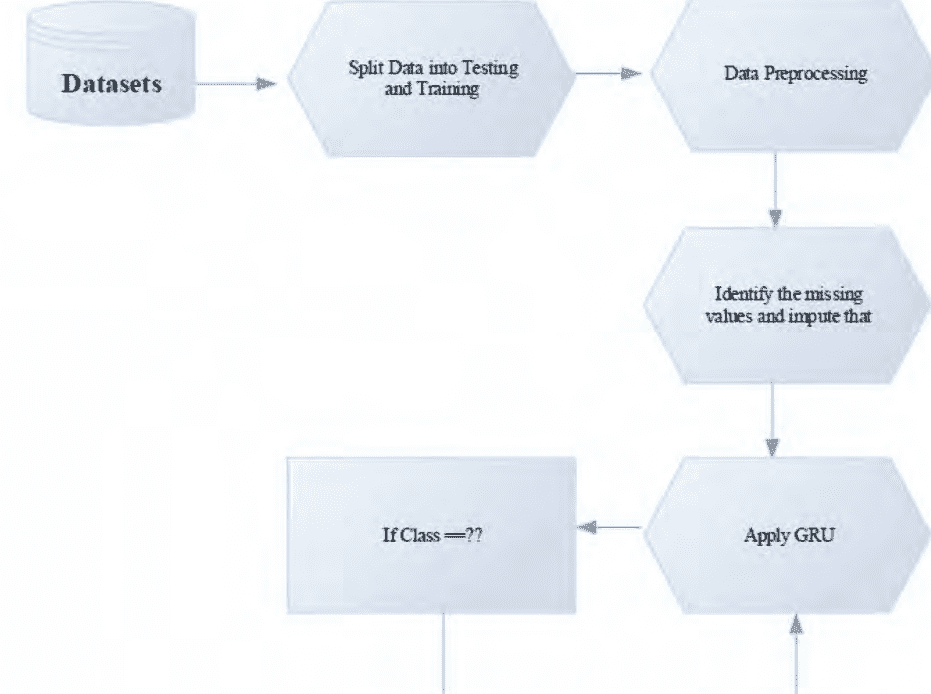 Datasets
Split Data into Testing
and Training
Data Preprocessing
Identify the missing
values and impute that
If Class ==??
Apply GRU